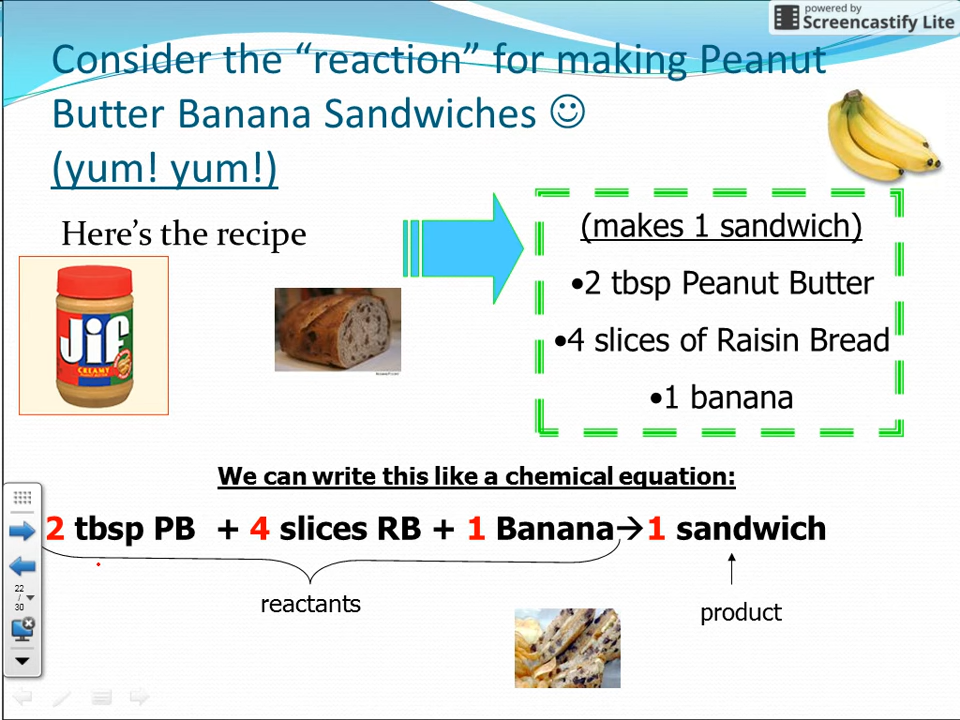 powered by
Screencastify Lite
Consider the “reaction” for making Peanut
Butter Banana Sandwiches ☺
(yum! yum!)
Here’s the recipe
(makes 1 sandwich)
•2 tbsp Peanut Butter
•4 slices of Raisin Bread
•1 banana
Jif
CREAMY
We can write this like a chemical equation:
2 tbsp PB + 4 slices RB + 1 Banana→1 sandwich
reactants
product
22
/
30